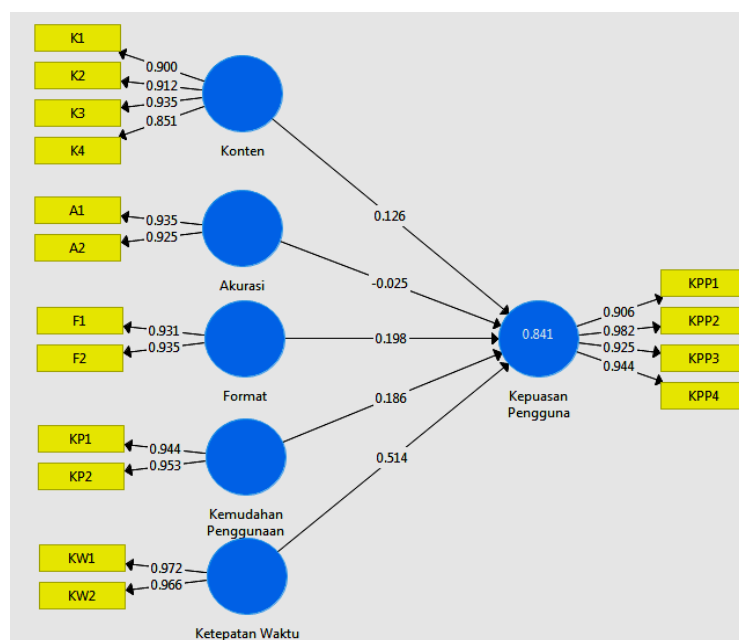 K1
0.900
K2
0.912
K3
0.935
K4
0.851
Konten
0.126
A1
0.935
A2
0.925
Akurasi
-0.025
F1
0.931
F2
0.935
Format
0.198
KP1
0.944
KP2
0.953
Kemudahan
Penggunaan
0.186
KW1
0.972
KW2
0.966
Ketepatan Waktu
0.514
0.841
Kepuasan
Pengguna
KPP1
0.906
KPP2
0.982
KPP3
0.925
KPP4
0.944